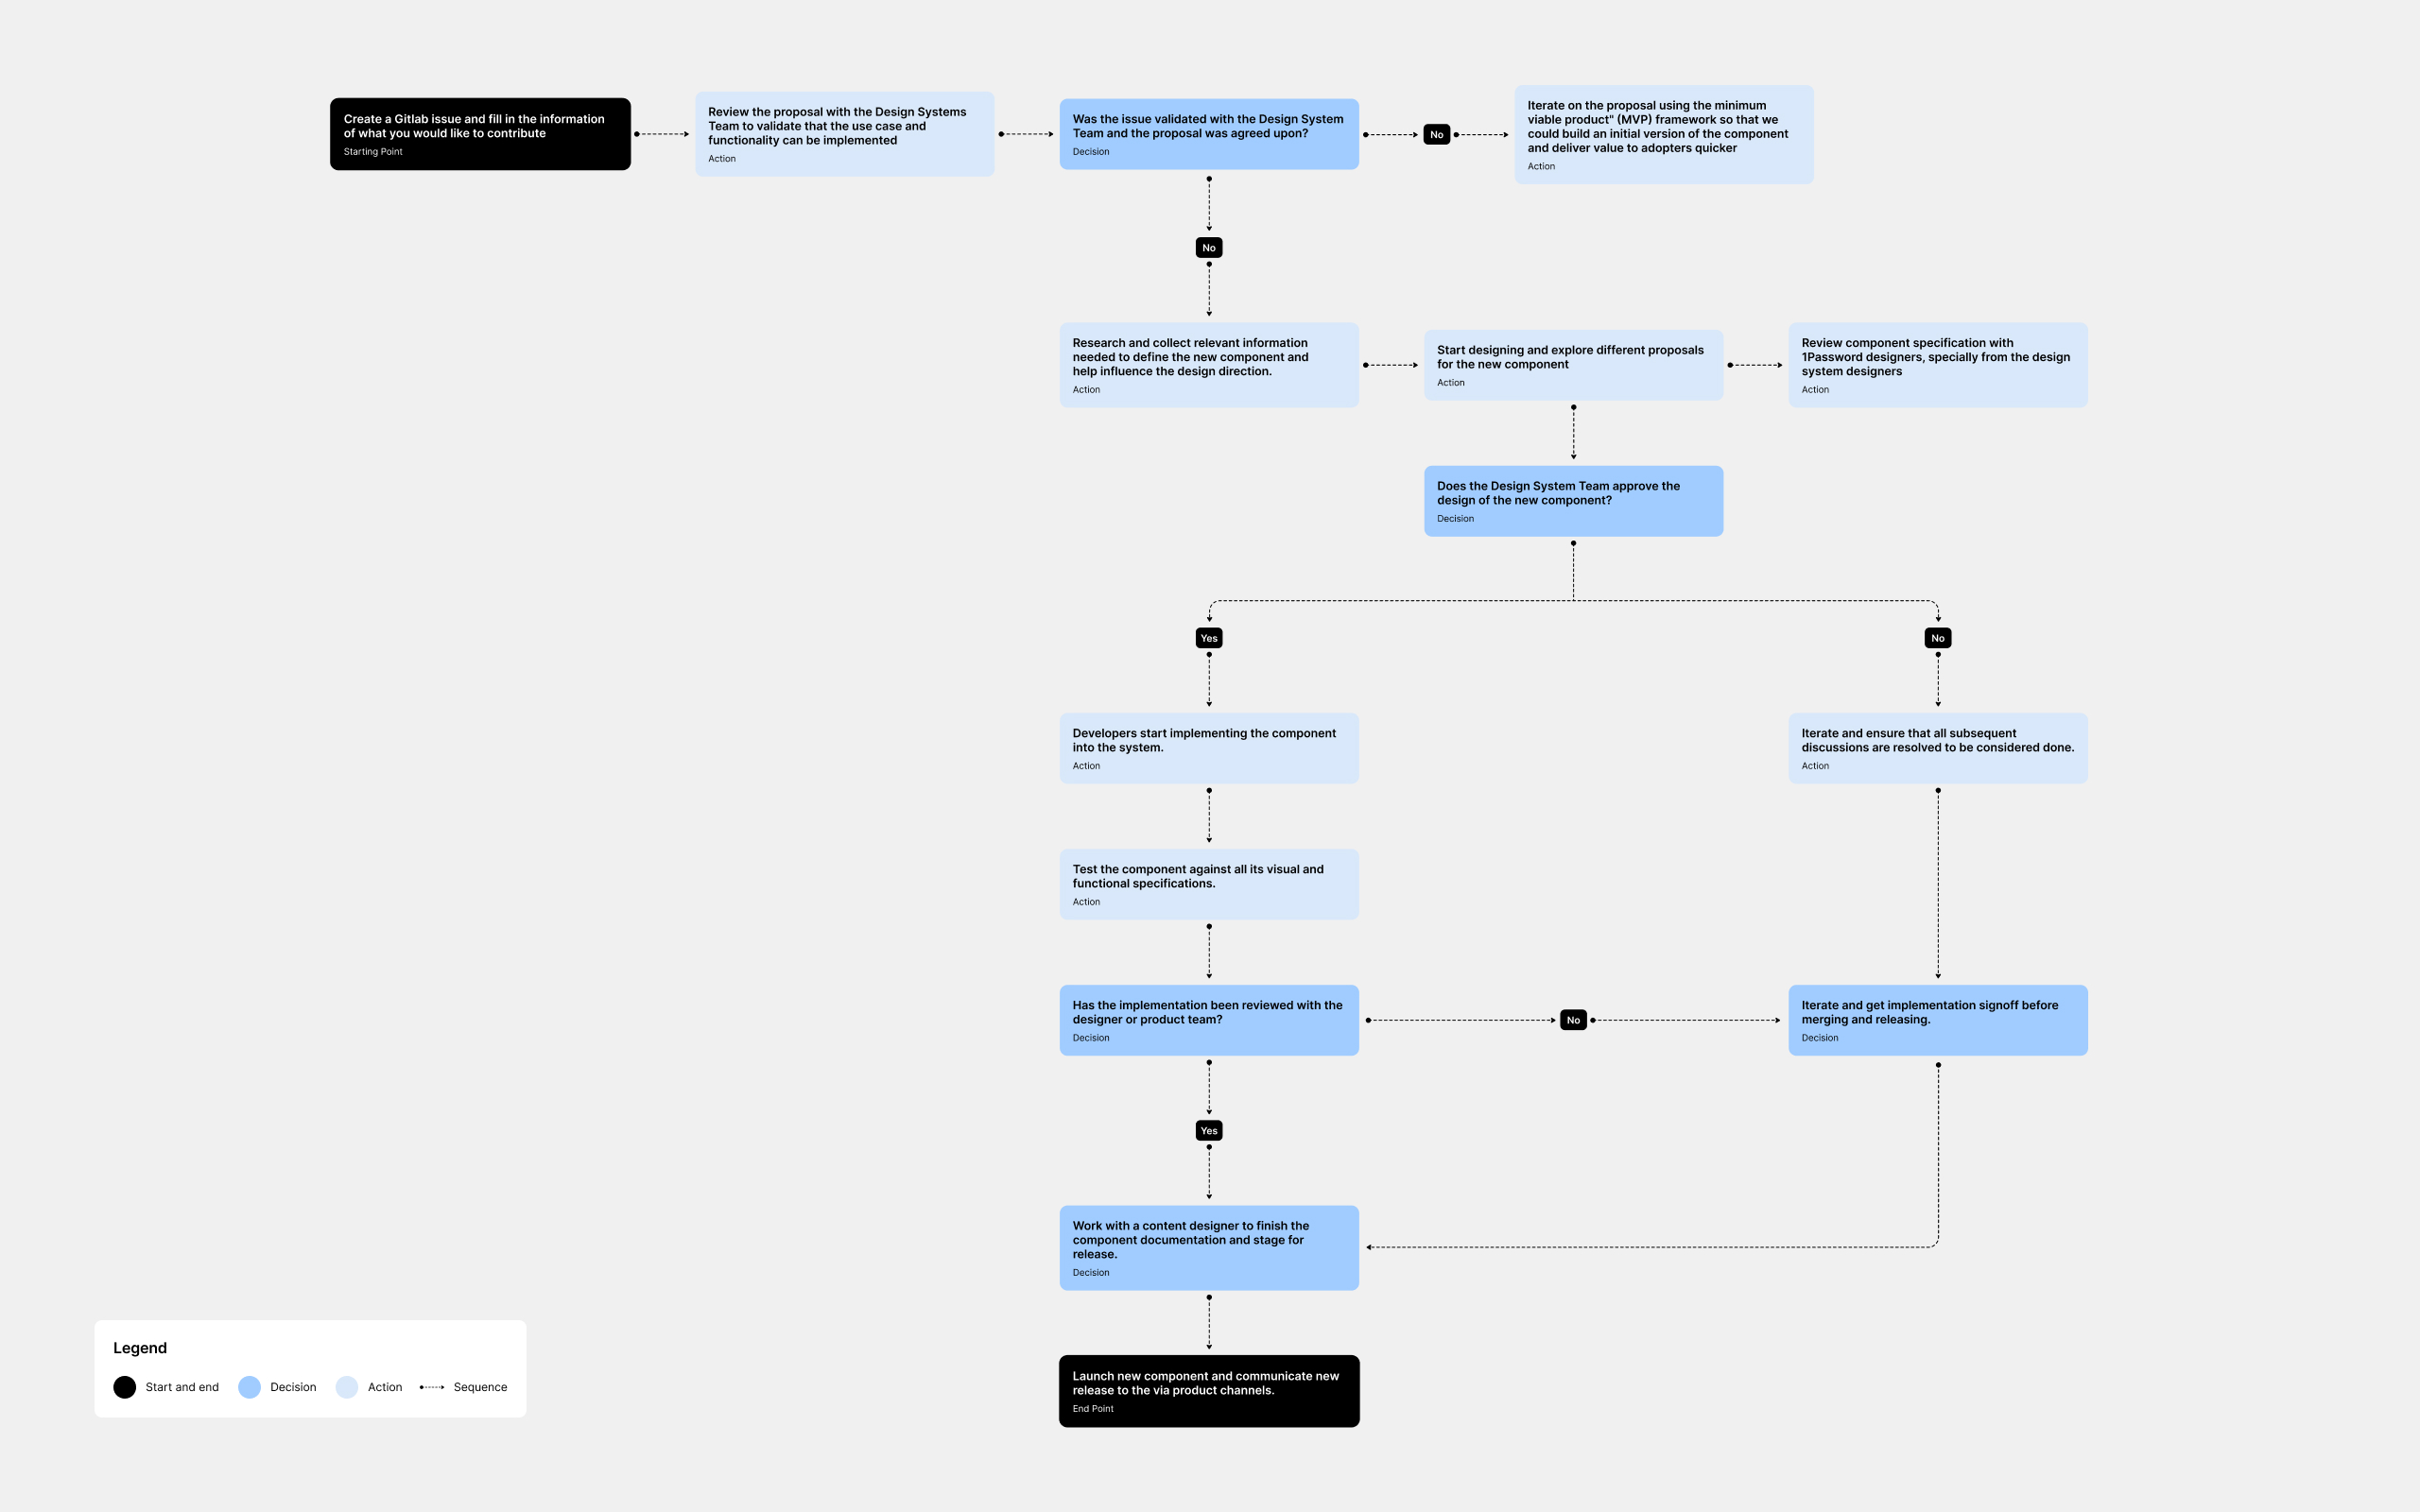 Create a Gitlab issue and fill in the information
of what you would like to contribute
Starting Point
Review the proposal with the Design Systems
Team to validate that the use case and
functionality can be implemented
Action
Was the issue validated with the Design System
Team and the proposal was agreed upon?
Decision
No
Iterate on the proposal using the minimum
viable product" (MVP) framework so that we
could build an initial version of the component
and deliver value to adopters quicker
Action
No
Research and collect relevant information
needed to define the new component and
help influence the design direction.
Action
Start designing and explore different proposals
for the new component
Action
Review component specification with
1Password designers, specially from the design
system designers
Action
Does the Design System Team approve the
design of the new component?
Decision
Yes
No
Developers start implementing the component
into the system.
Action
Iterate and ensure that all subsequent
discussions are resolved to be considered done.
Action
Test the component against all its visual and
functional specifications.
Action
Has the implementation been reviewed with the
designer or product team?
Decision
No
Iterate and get implementation signoff before
merging and releasing.
Decision
Yes
Work with a content designer to finish the
component documentation and stage for
release.
Decision
Launch new component and communicate new
release to the via product channels.
End Point
Legend
Start and end
Decision
Action
Sequence